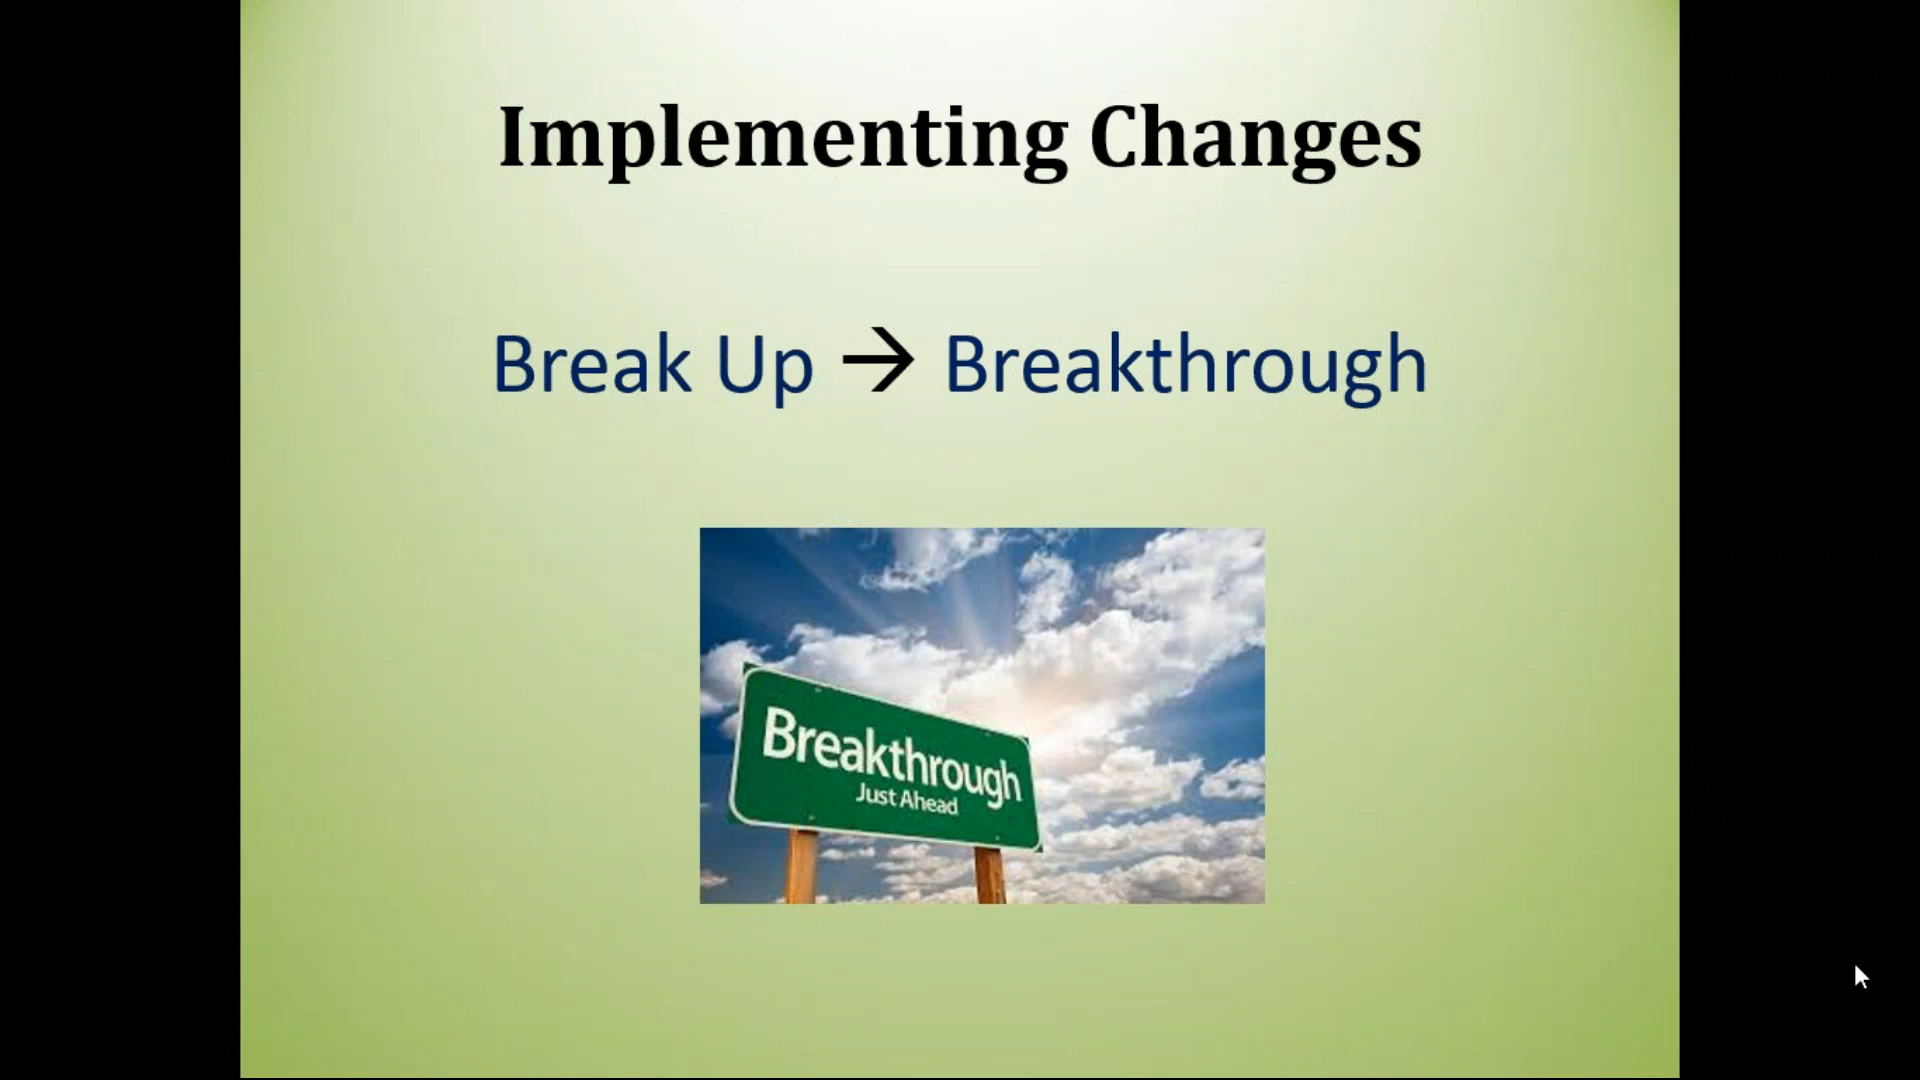 Implementing Changes
Break Up → Breakthrough
Breakthrough
Just Ahead